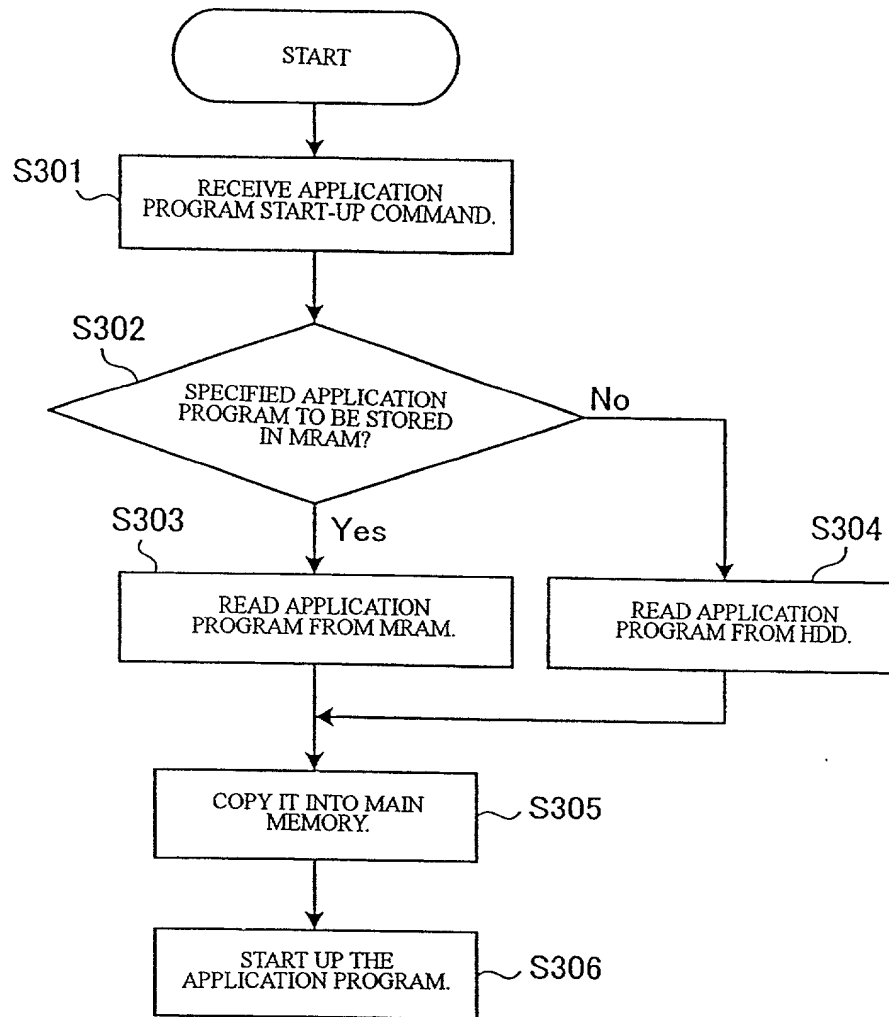 START
S301
RECEIVE APPLICATION
PROGRAM START-UP COMMAND.
S302
SPECIFIED APPLICATION
PROGRAM TO BE STORED
IN MRAM?
No
Yes
S303
READ APPLICATION
PROGRAM FROM MRAM.
S304
READ APPLICATION
PROGRAM FROM HDD.
COPY IT INTO MAIN
MEMORY.
S305
START UP THE
APPLICATION PROGRAM.
S306